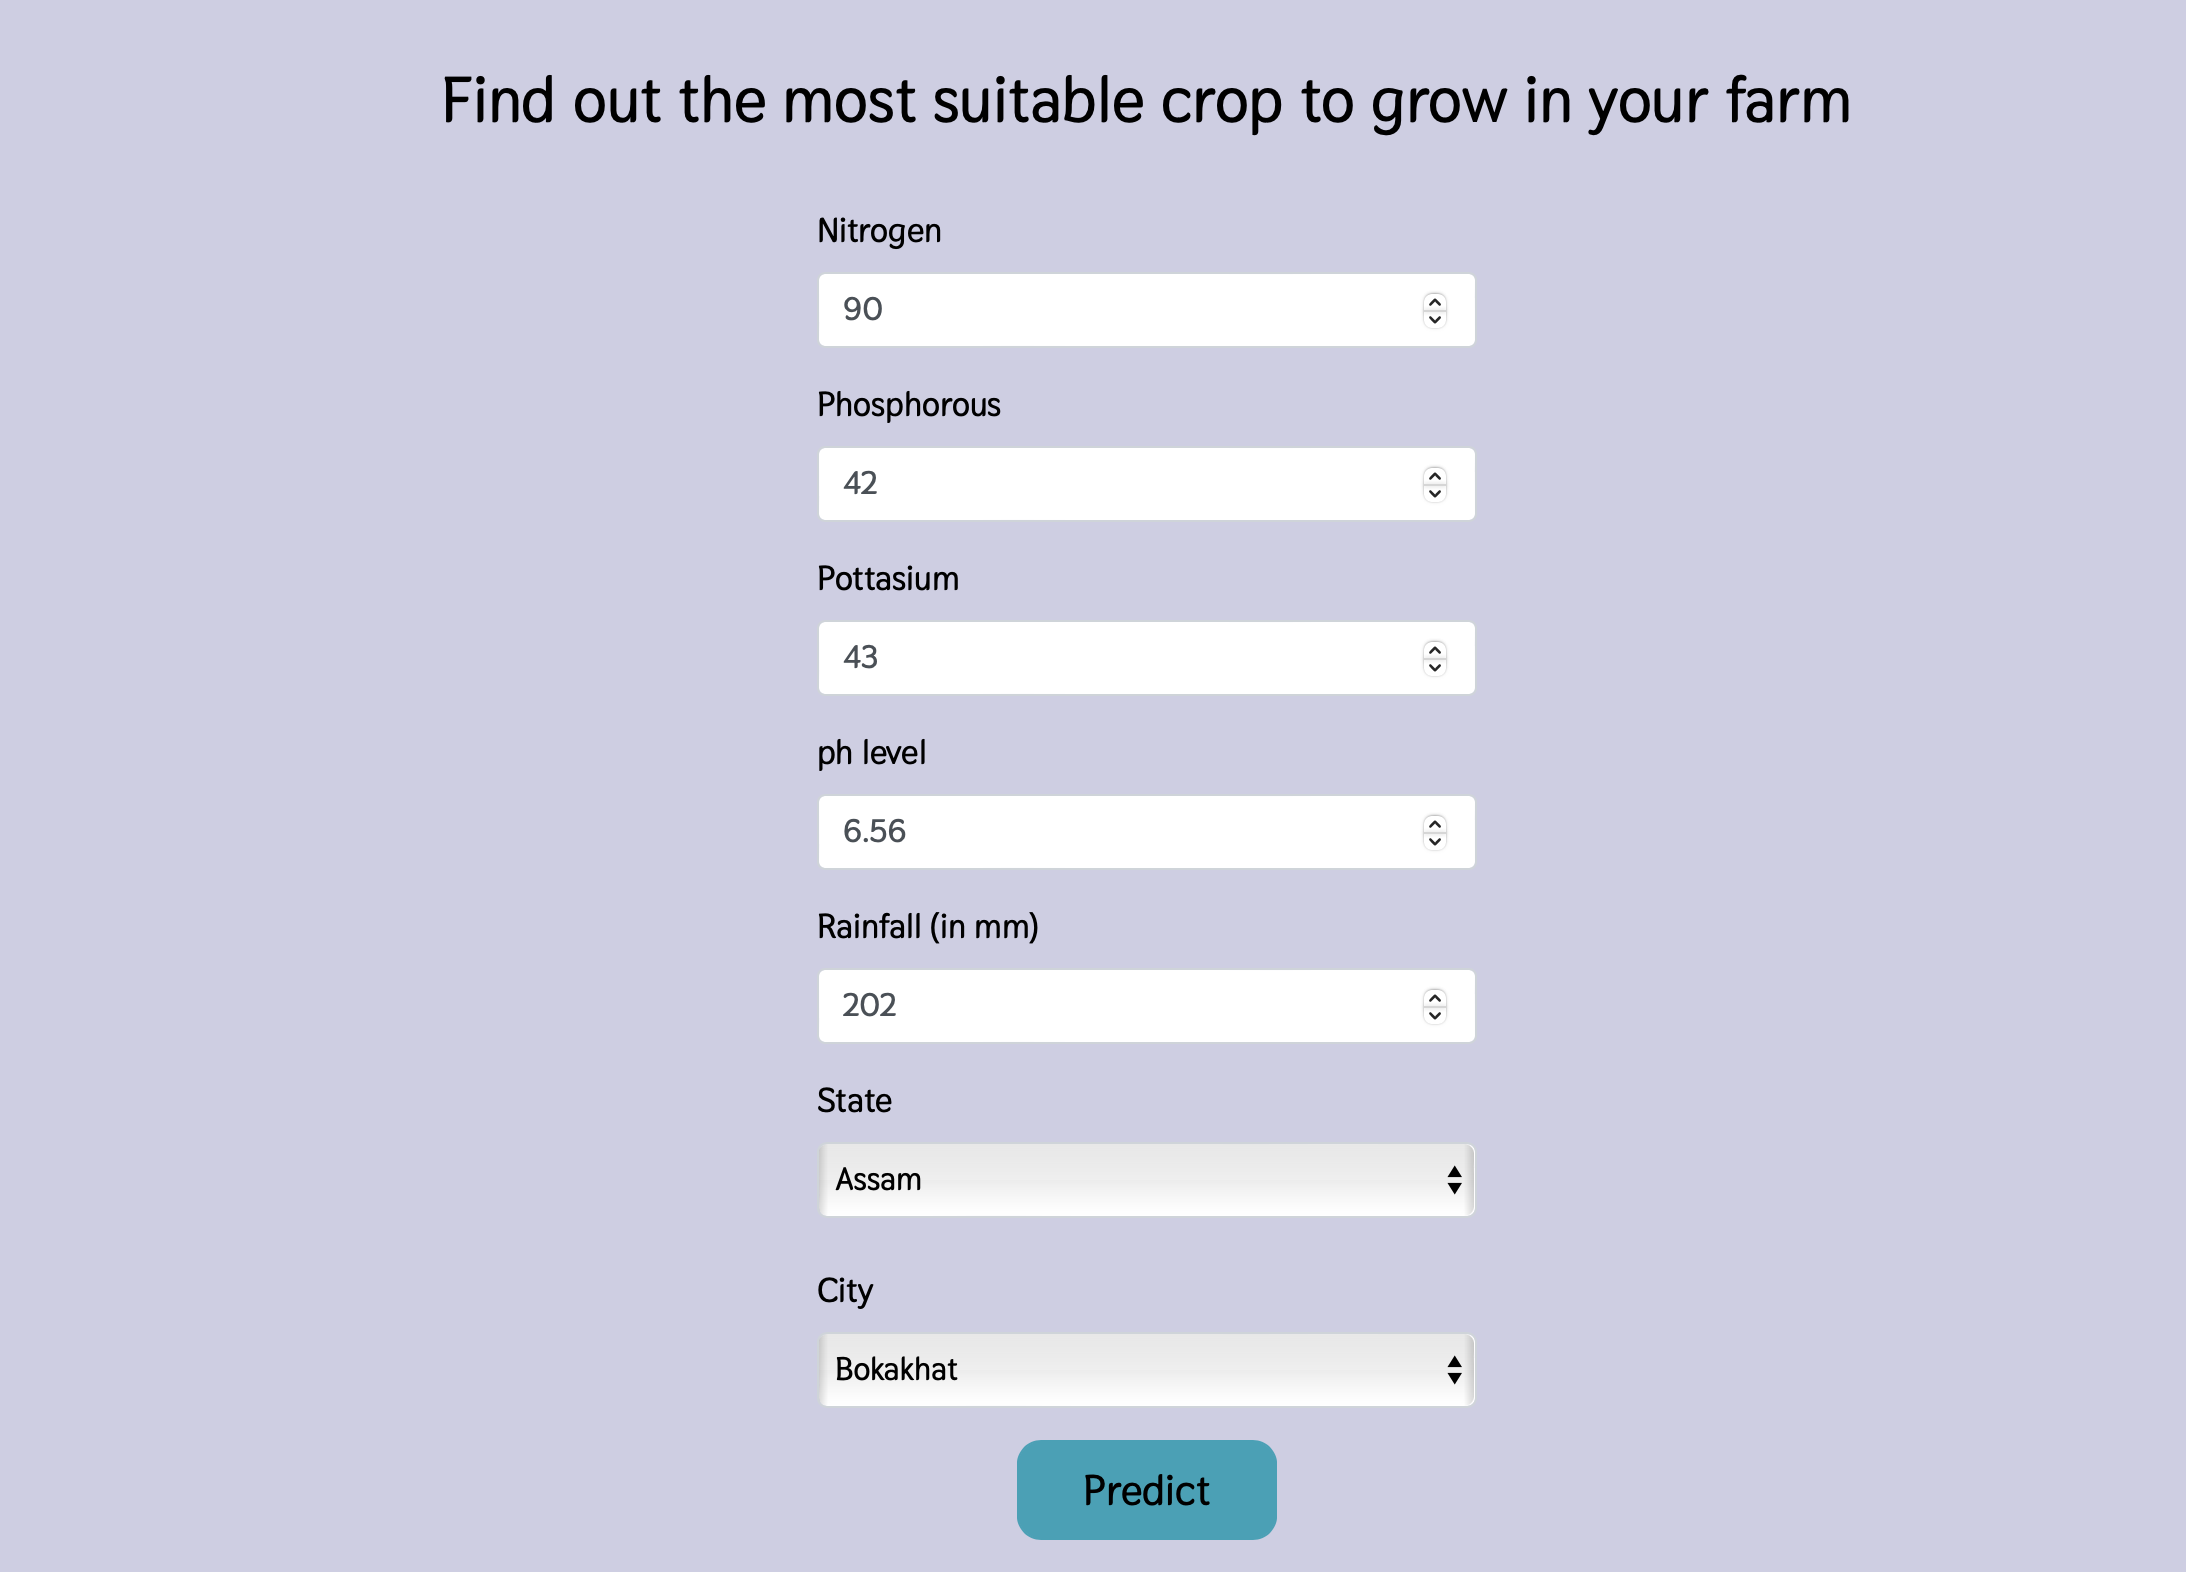 Find out the most suitable crop to grow in your farm
Nitrogen
90
Phosphorous
42
Pottasium
43
ph level
6.56
Rainfall (in mm)
202
State
Assam
City
Bokakhat
Predict